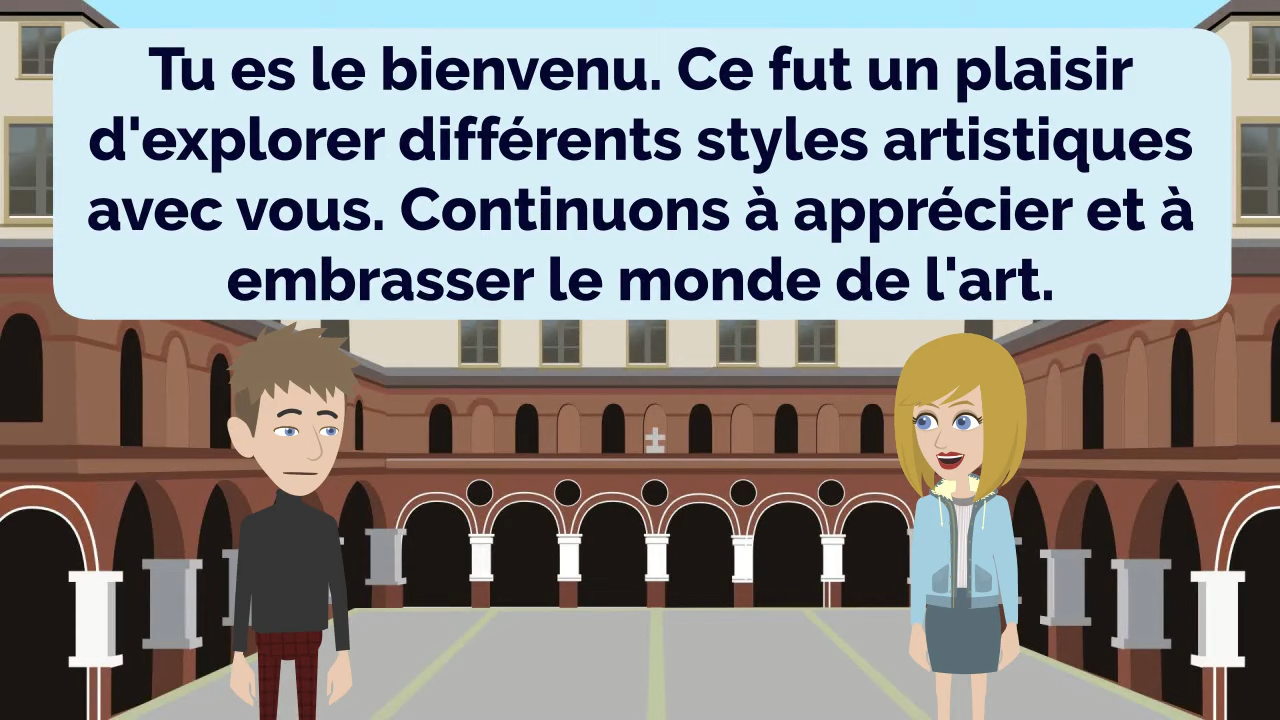 Tu es le bienvenu. Ce fut un plaisir
d'explorer différents styles artistiques
avec vous. Continuons à apprécier et à
embrasser le monde de l'art.